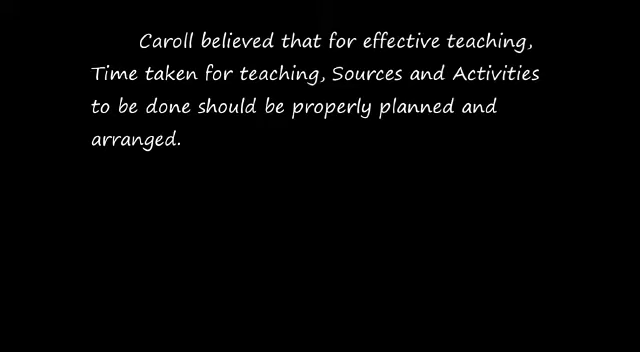 Caroll believed that for effective teaching,
Time taken for teaching, Sources and Activities
to be done should be properly planned and
arranged.